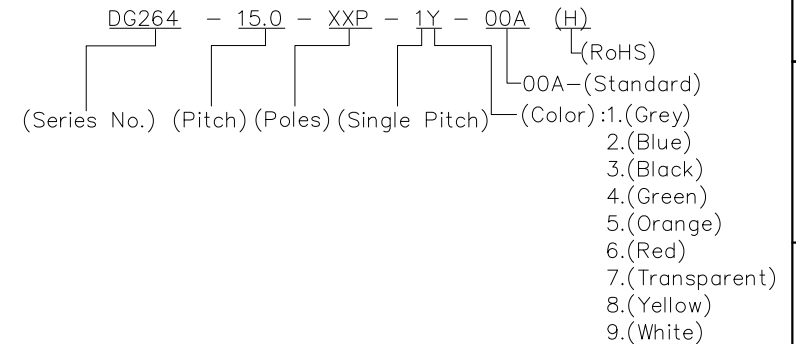 DG264 - 15.0 - XXP - 1Y - 00A (H)
(RoHS)
00A-(Standard)
(Series No.) (Pitch) (Poles) (Single Pitch) (Color):1.(Grey)
2.(Blue)
3.(Black)
4.(Green)
5.(Orange)
6.(Red)
7.(Transparent)
8.(Yellow)
9.(White)